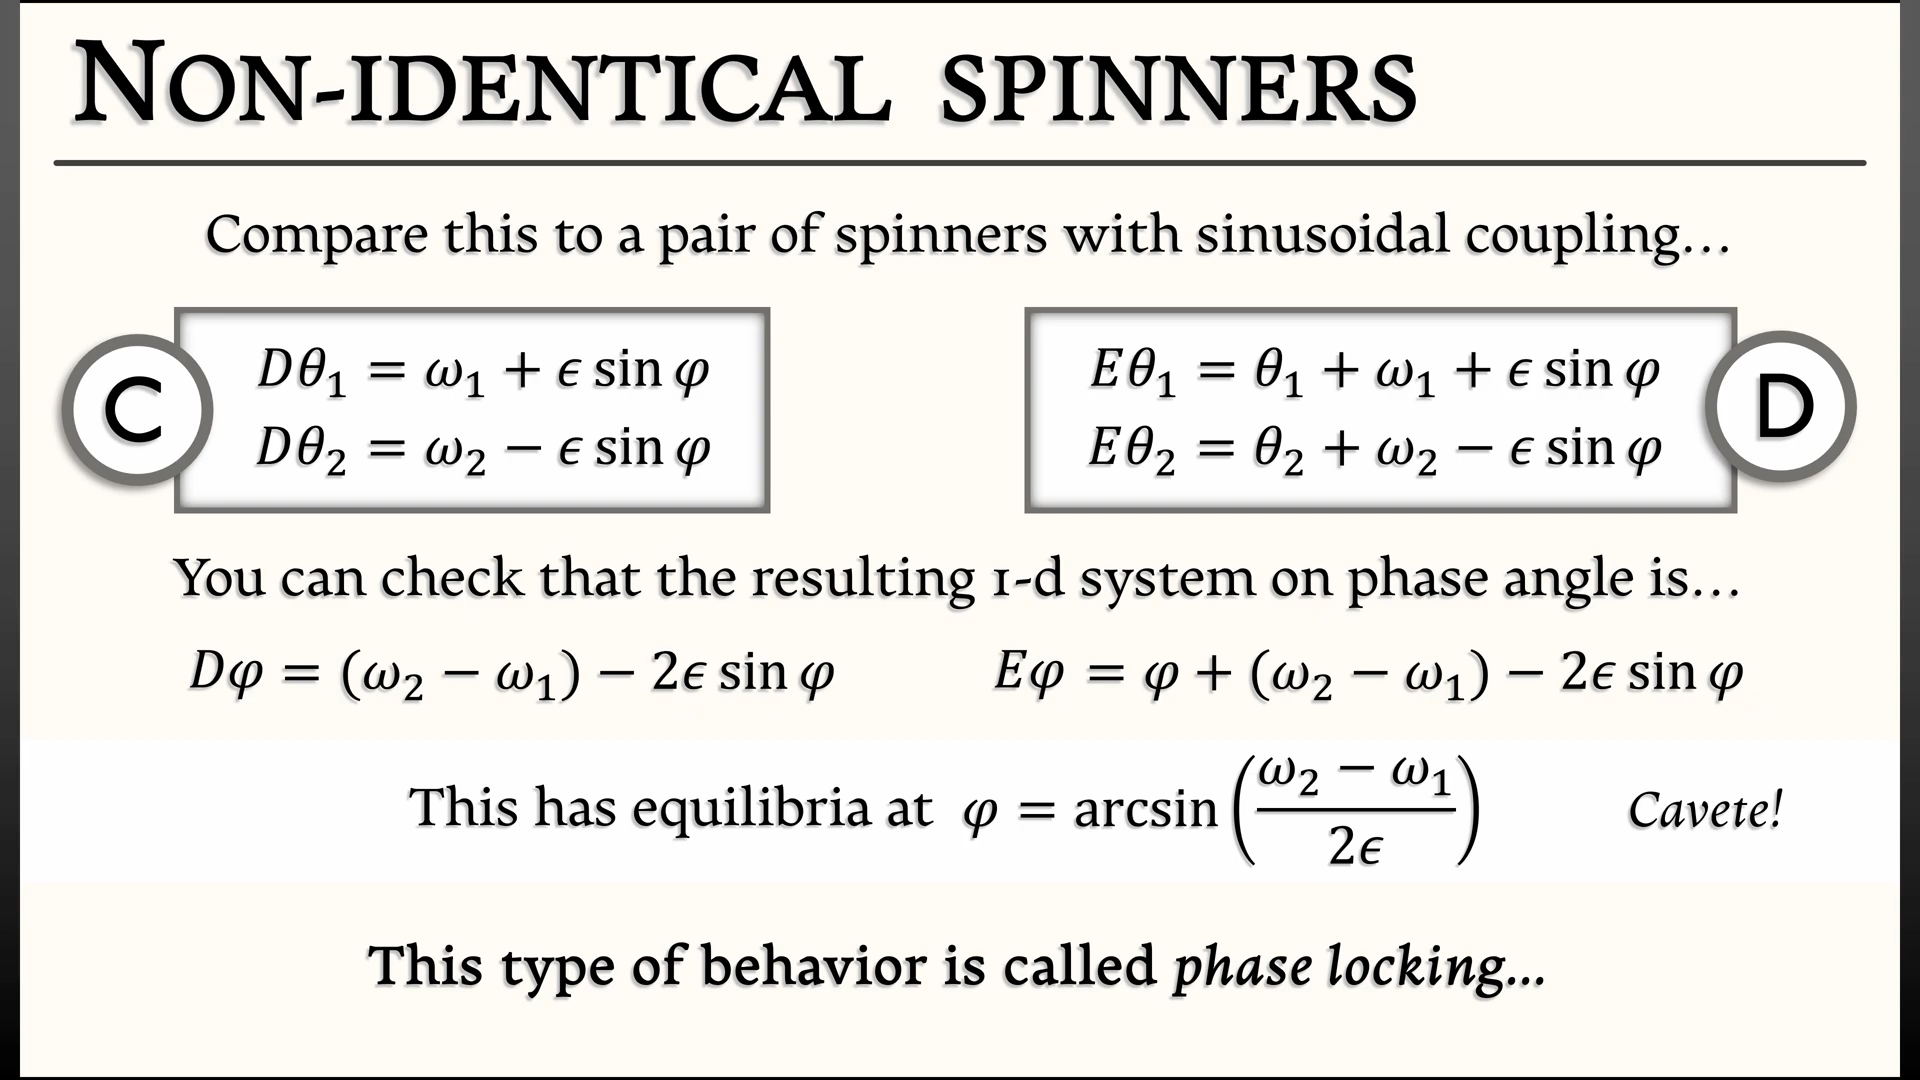 NON-IDENTICAL SPINNERS
Compare this to a pair of spinners with sinusoidal coupling...
C
Dθ₁ = ω₁ + ϵ sin φ
Dθ₂ = ω₂ − ϵ sin φ
Eθ₁ = θ₁ + ω₁ + ϵ sin φ
Eθ₂ = θ₂ + ω₂ − ϵ sin φ
D
You can check that the resulting 1-d system on phase angle is...
Dφ = (ω₂ − ω₁) − 2ϵ sin φ
Eφ = φ + (ω₂ − ω₁) − 2ϵ sin φ
This has equilibria at φ = arcsin((ω₂ − ω₁)/2ϵ)
Cavete!
This type of behavior is called phase locking...